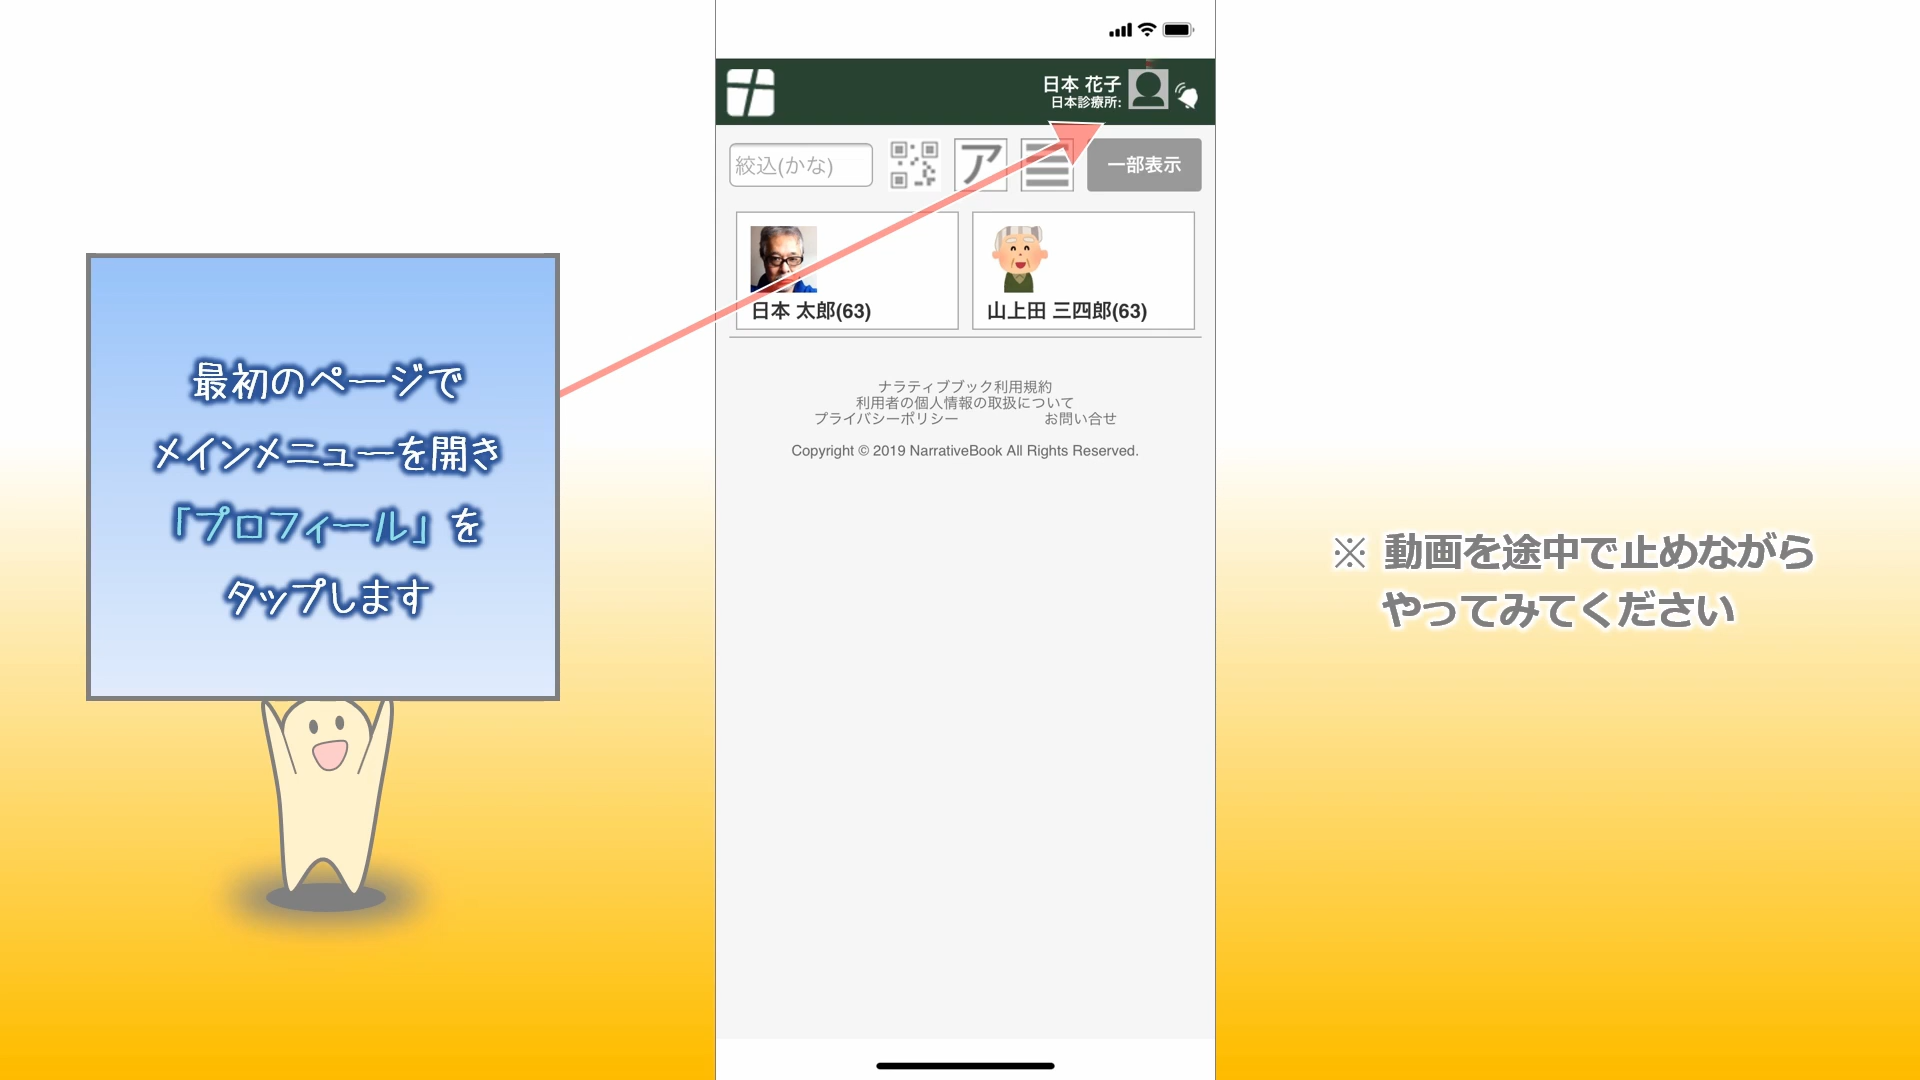 最初のページで
メインメニューを開き
「プロフィール」を
タップします
日本 花子
日本診療所:
絞込(かな)
ア
一部表示
日本 太郎(63)
山上田 三四郎(63)
ナラティブブック利用規約
利用者の個人情報の取扱について
プライバシーポリシー お問い合せ
Copyright © 2019 NarrativeBook All Rights Reserved.
※ 動画を途中で止めながら
やってみてください